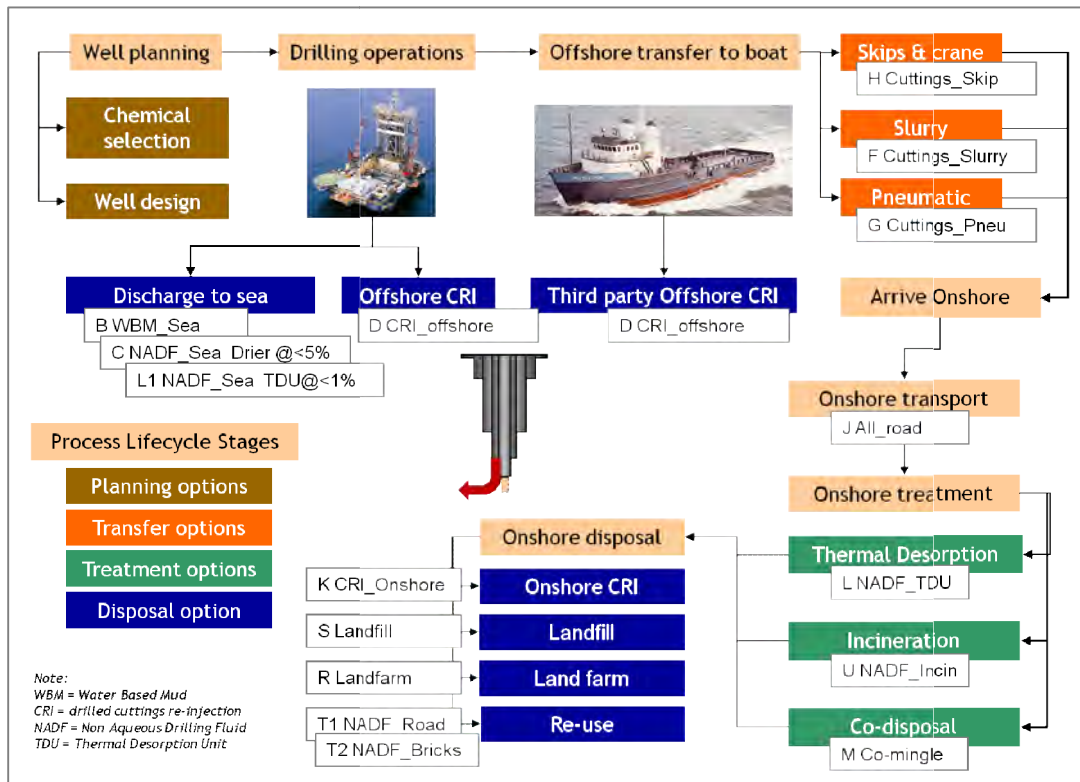 Well planning
Drilling operations
Offshore transfer to boat
Skips & crane
H Cuttings_Skip
Chemical
selection
Slurry
F Cuttings_Slurry
Well design
Pneumatic
G Cuttings_Pneu
Discharge to sea
B WBM_Sea
C NADF_Sea Drier @<5%
L1 NADF_Sea TDU@<1%
Offshore CRI
D CRI_offshore
Third party Offshore CRI
D CRI_offshore
Arrive Onshore
Onshore transport
J All_road
Process Lifecycle Stages
Planning options
Transfer options
Treatment options
Disposal option
Onshore treatment
Thermal Desorption
L NADF_TDU
Incineration
U NADF_Incin
Co-disposal
M Co-mingle
Onshore disposal
K CRI_Onshore
Onshore CRI
S Landfill
Landfill
R Landfarm
Land farm
T1 NADF_Road
T2 NADF_Bricks
Re-use
Note:
WBM = Water Based Mud
CRI = drilled cuttings re-injection
NADF = Non Aqueous Drilling Fluid
TDU = Thermal Desorption Unit